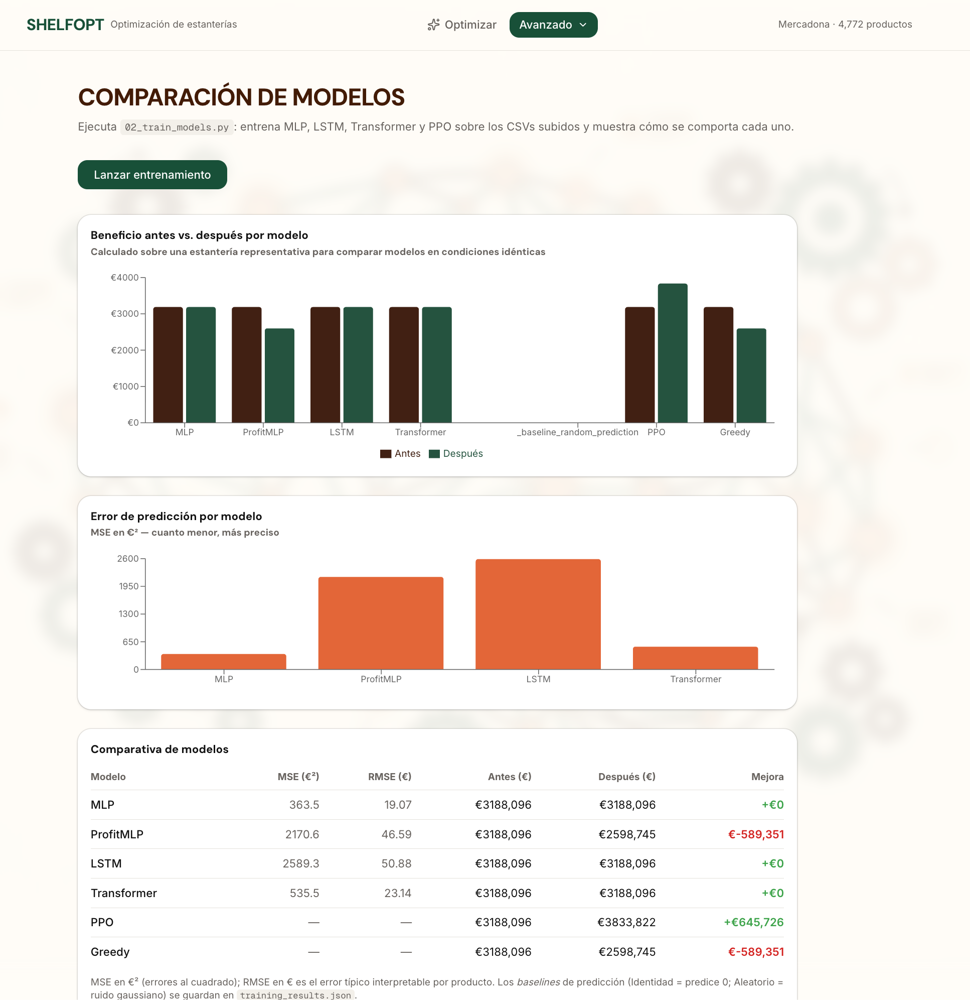 SHELFOPT Optimización de estanterías Optimizar Avanzado Mercadona · 4,772 productos
COMPARACIÓN DE MODELOS
Ejecuta 02_train_models.py : entrena MLP, LSTM, Transformer y PPO sobre los CSVs subidos y muestra cómo se comporta cada uno.
Lanzar entrenamiento
Beneficio antes vs. después por modelo
Calculado sobre una estantería representativa para comparar modelos en condiciones idénticas
€4000
€3000
€2000
€1000
€0
MLP ProfitMLP LSTM Transformer _baseline_random_prediction PPO Greedy
Antes Después
Error de predicción por modelo
MSE en €² — cuanto menor, más preciso
2600
1950
1300
650
0
MLP ProfitMLP LSTM Transformer
Comparativa de modelos
Modelo MSE (€²) RMSE (€) Antes (€) Después (€) Mejora
MLP 363.5 19.07 €3188,096 €3188,096 +€0
ProfitMLP 2170.6 46.59 €3188,096 €2598,745 €-589,351
LSTM 2589.3 50.88 €3188,096 €3188,096 +€0
Transformer 535.5 23.14 €3188,096 €3188,096 +€0
PPO — — €3188,096 €3833,822 +€645,726
Greedy — — €3188,096 €2598,745 €-589,351
MSE en €² (errores al cuadrado); RMSE en € es el error típico interpretable por producto. Los baselines de predicción (Identidad = predice 0; Aleatorio =
ruido gaussiano) se guardan en training_results.json .